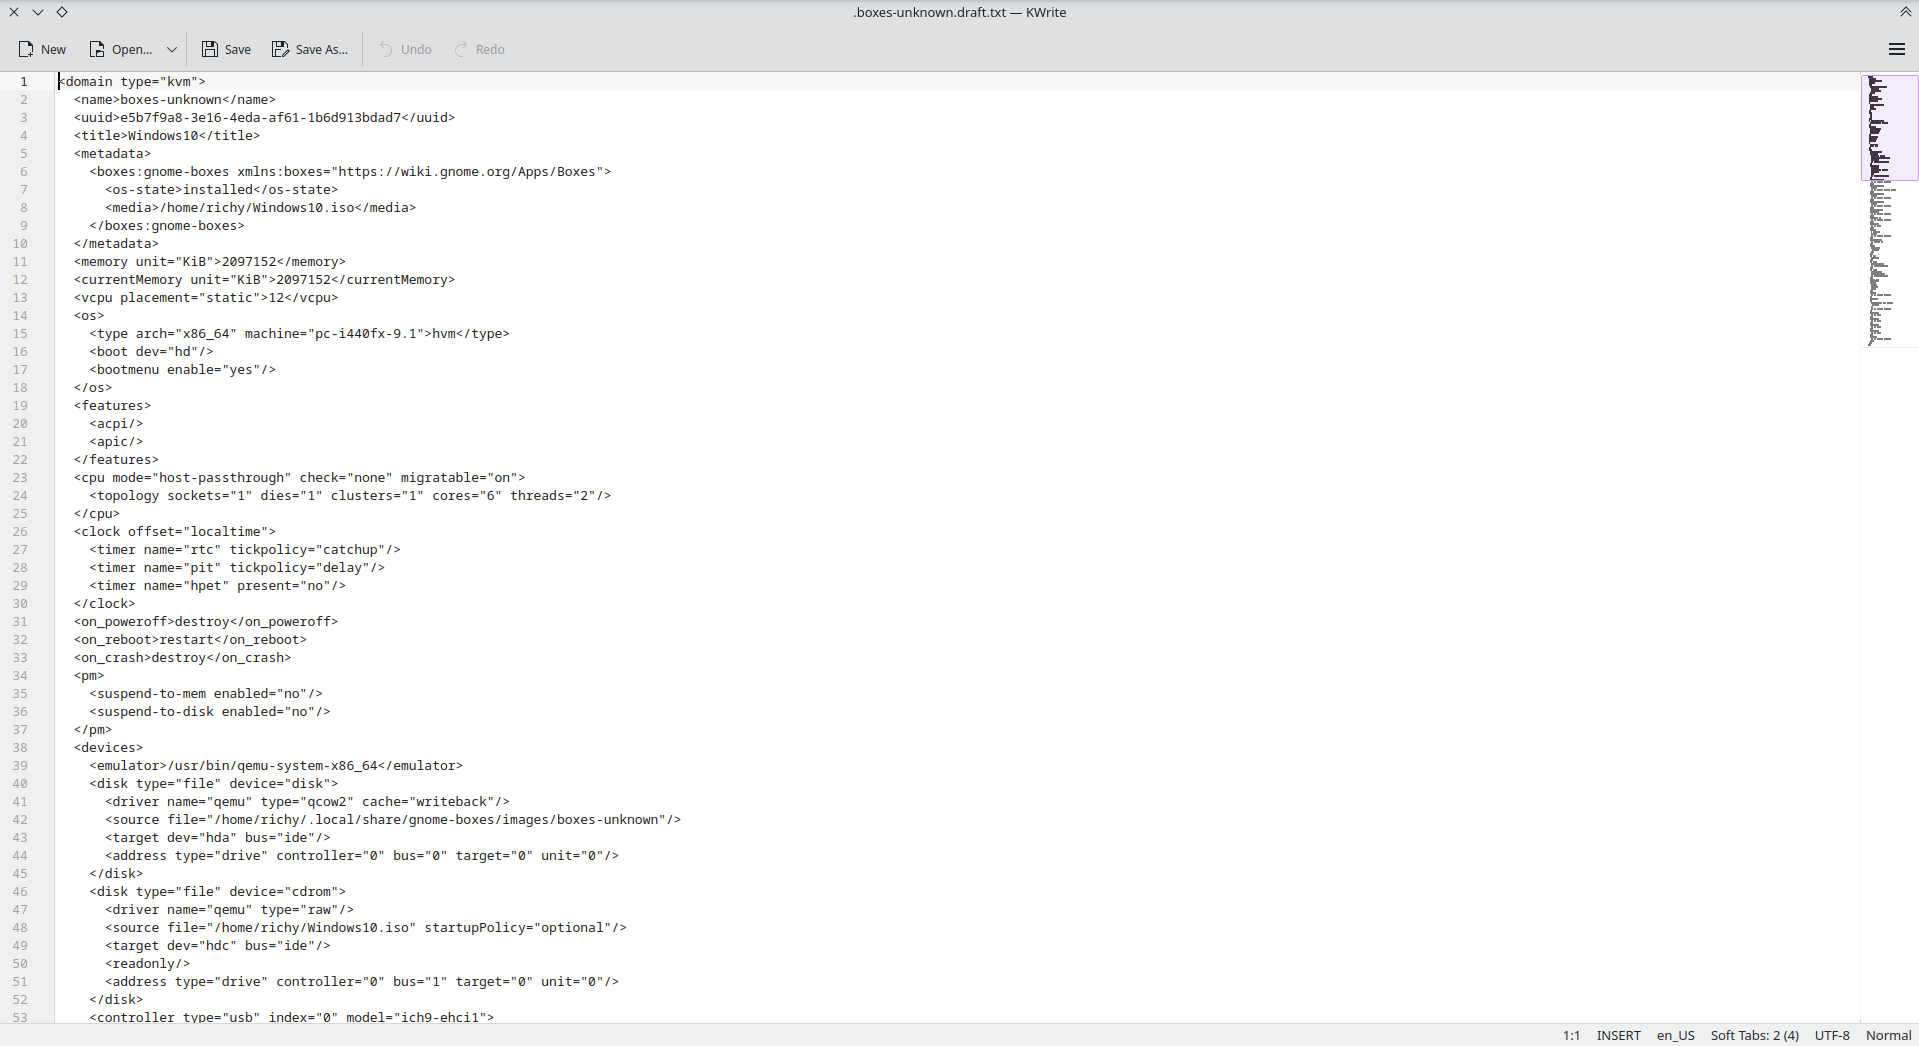 .boxes-unknown.draft.txt — KWrite
New Open... Save Save As... Undo Redo
1 <domain type="kvm">
2 <name>boxes-unknown</name>
3 <uuid>e5b7f9a8-3e16-4eda-af61-1b6d913bdad7</uuid>
4 <title>Windows10</title>
5 <metadata>
6 <boxes:gnome-boxes xmlns:boxes="https://wiki.gnome.org/Apps/Boxes">
7 <os-state>installed</os-state>
8 <media>/home/richy/Windows10.iso</media>
9 </boxes:gnome-boxes>
10 </metadata>
11 <memory unit="KiB">2097152</memory>
12 <currentMemory unit="KiB">2097152</currentMemory>
13 <vcpu placement="static">12</vcpu>
14 <os>
15 <type arch="x86_64" machine="pc-i440fx-9.1">hvm</type>
16 <boot dev="hd"/>
17 <bootmenu enable="yes"/>
18 </os>
19 <features>
20 <acpi/>
21 <apic/>
22 </features>
23 <cpu mode="host-passthrough" check="none" migratable="on">
24 <topology sockets="1" dies="1" clusters="1" cores="6" threads="2"/>
25 </cpu>
26 <clock offset="localtime">
27 <timer name="rtc" tickpolicy="catchup"/>
28 <timer name="pit" tickpolicy="delay"/>
29 <timer name="hpet" present="no"/>
30 </clock>
31 <on_poweroff>destroy</on_poweroff>
32 <on_reboot>restart</on_reboot>
33 <on_crash>destroy</on_crash>
34 <pm>
35 <suspend-to-mem enabled="no"/>
36 <suspend-to-disk enabled="no"/>
37 </pm>
38 <devices>
39 <emulator>/usr/bin/qemu-system-x86_64</emulator>
40 <disk type="file" device="disk">
41 <driver name="qemu" type="qcow2" cache="writeback"/>
42 <source file="/home/richy/.local/share/gnome-boxes/images/boxes-unknown"/>
43 <target dev="hda" bus="ide"/>
44 <address type="drive" controller="0" bus="0" target="0" unit="0"/>
45 </disk>
46 <disk type="file" device="cdrom">
47 <driver name="qemu" type="raw"/>
48 <source file="/home/richy/Windows10.iso" startupPolicy="optional"/>
49 <target dev="hdc" bus="ide"/>
50 <readonly/>
51 <address type="drive" controller="0" bus="1" target="0" unit="0"/>
52 </disk>
53 <controller type="usb" index="0" model="ich9-ehci1">
1:1 INSERT en_US Soft Tabs: 2 (4) UTF-8 Normal